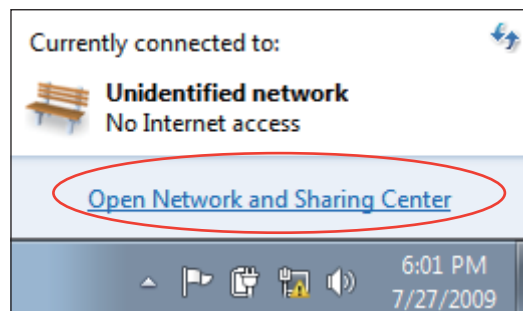 Currently connected to:
Unidentified network
No Internet access
Open Network and Sharing Center
6:01 PM
7/27/2009